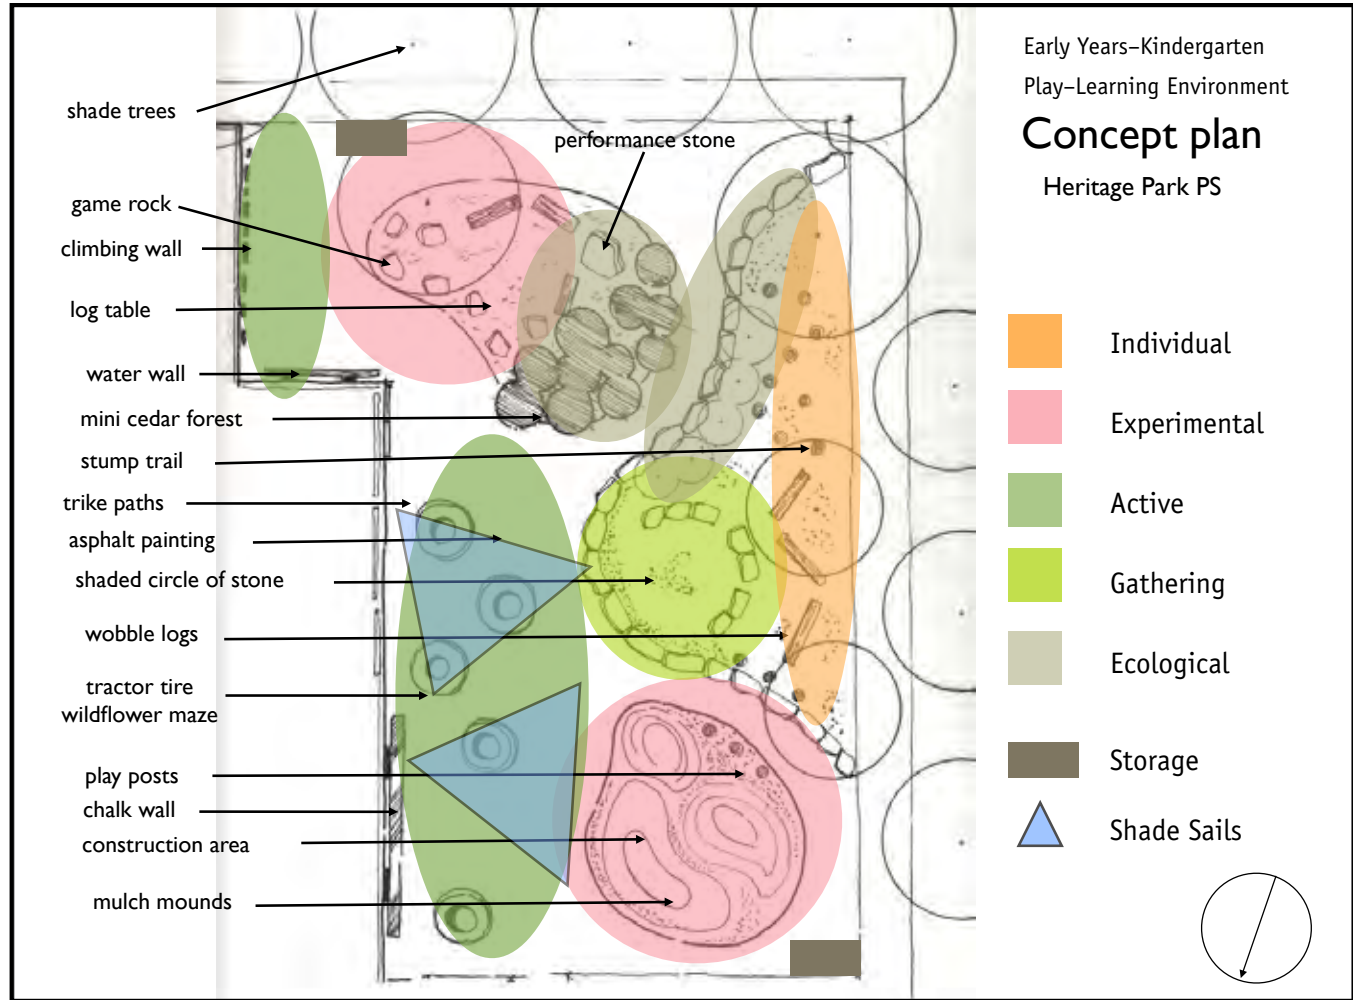 Early Years–Kindergarten
Play–Learning Environment
Concept plan
Heritage Park PS
shade trees
performance stone
game rock
climbing wall
log table
water wall
mini cedar forest
stump trail
trike paths
asphalt painting
shaded circle of stone
wobble logs
tractor tire
wildflower maze
play posts
chalk wall
construction area
mulch mounds
Individual
Experimental
Active
Gathering
Ecological
Storage
Shade Sails